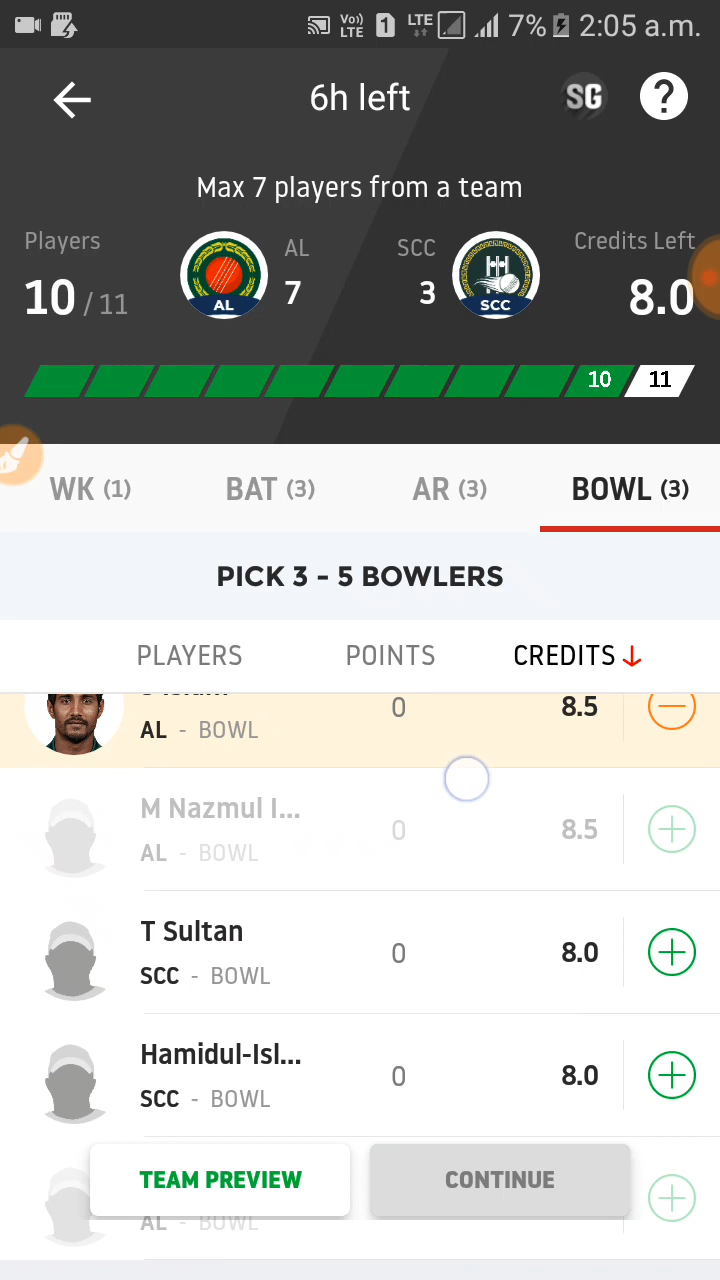 Vo)) LTE 1 LTE 7% 2:05 a.m.
6h left SG ?
Max 7 players from a team
Players AL SCC Credits Left
10 / 11 AL 7 3 SCC 8.0
10 11
WK (1) BAT (3) AR (3) BOWL (3)
PICK 3 - 5 BOWLERS
PLAYERS POINTS CREDITS
0 8.5
AL - BOWL
M Nazmul I... 0 8.5
AL - BOWL
T Sultan 0 8.0
SCC - BOWL
Hamidul-Isl... 0 8.0
SCC - BOWL
TEAM PREVIEW CONTINUE
AL - BOWL